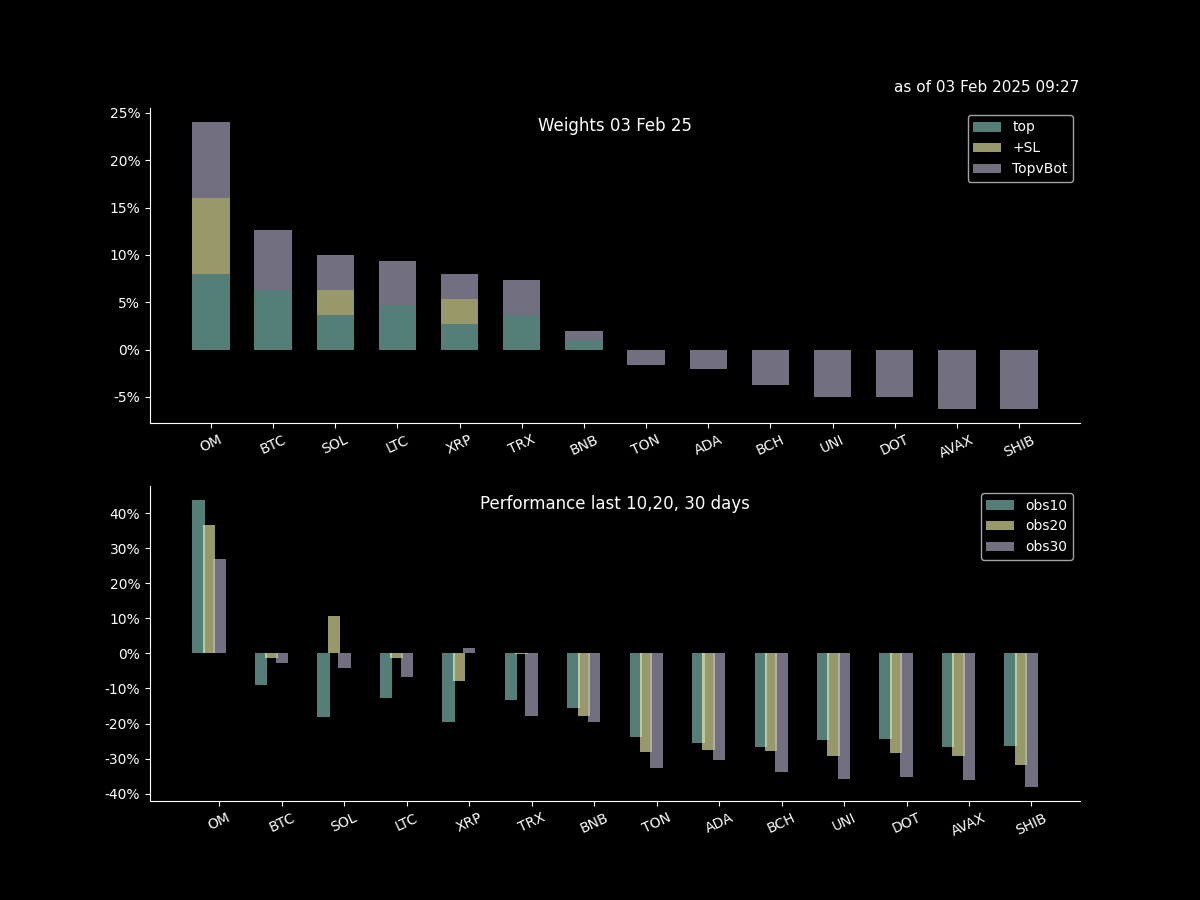 as of 03 Feb 2025 09:27
Weights 03 Feb 25
top
+SL
TopvBot
25%
20%
15%
10%
5%
0%
-5%
OM BTC SOL LTC XRP TRX BNB TON ADA BCH UNI DOT AVAX SHIB
Performance last 10,20, 30 days
obs10
obs20
obs30
40%
30%
20%
10%
0%
-10%
-20%
-30%
-40%
OM BTC SOL LTC XRP TRX BNB TON ADA BCH UNI DOT AVAX SHIB